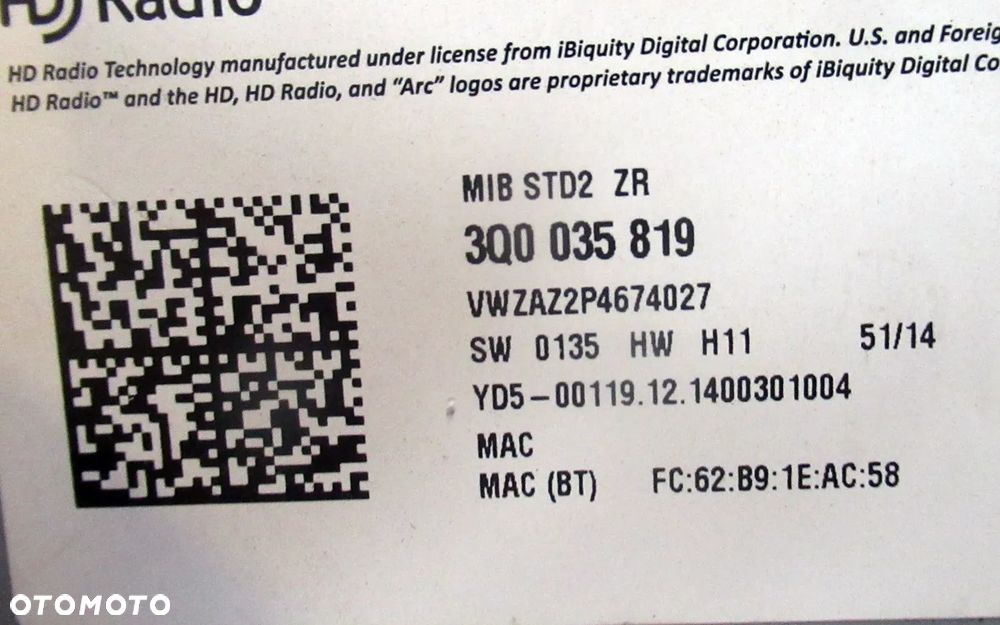 HD Radio
HD Radio Technology manufactured under license from iBiquity Digital Corporation. U.S. and Foreig
HD Radio™ and the HD, HD Radio, and “Arc” logos are proprietary trademarks of iBiquity Digital Co
MIB STD2 ZR
3Q0 035 819
VWZAZ2P4674027
SW 0135 HW H11 51/14
YD5-00119.12.1400301004
MAC
MAC (BT) FC:62:B9:1E:AC:58
OTOMOTO